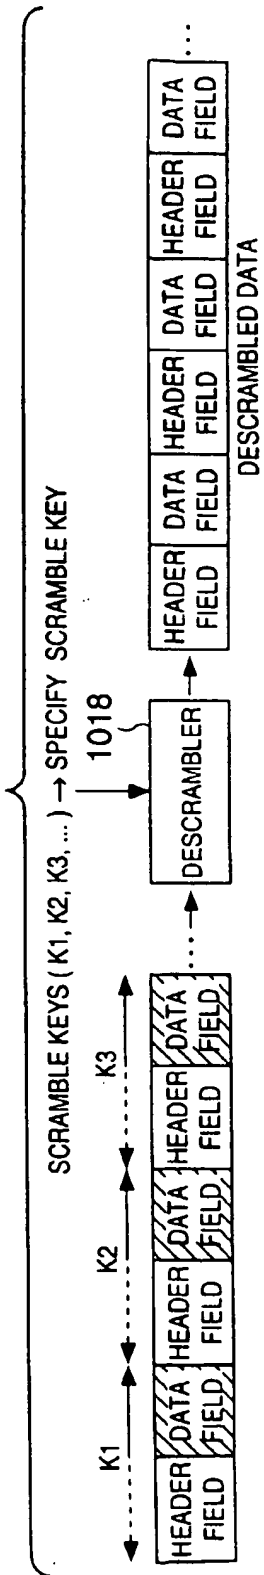 SCRAMBLE KEYS ( K1, K2, K3, ... ) → SPECIFY SCRAMBLE KEY
K1
K2
K3
1018
HEADER
FIELD
DATA
FIELD
HEADER
FIELD
DATA
FIELD
HEADER
FIELD
DATA
FIELD
....
DESCRAMBLER
HEADER
FIELD
DATA
FIELD
HEADER
FIELD
DATA
FIELD
HEADER
FIELD
DATA
FIELD
....
DESCRAMBLED DATA